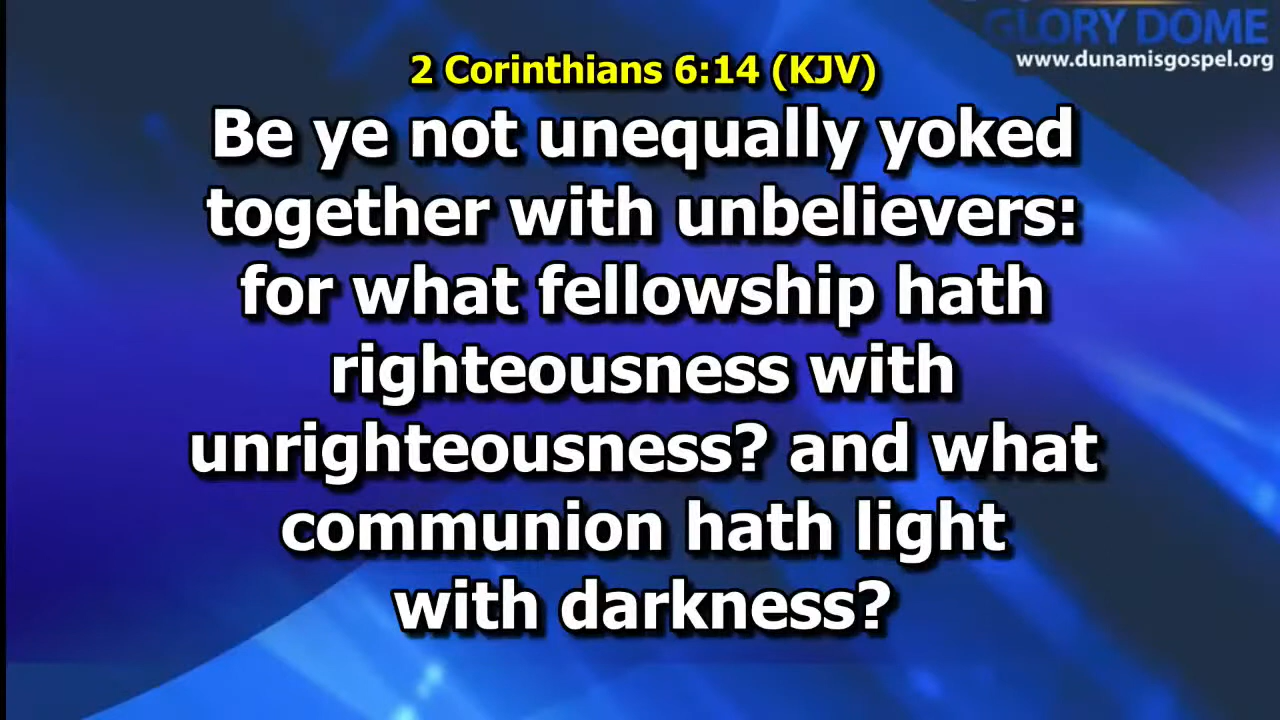 GLORY DOME
www.dunamisgospel.org
2 Corinthians 6:14 (KJV)
Be ye not unequally yoked
together with unbelievers:
for what fellowship hath
righteousness with
unrighteousness? and what
communion hath light
with darkness?